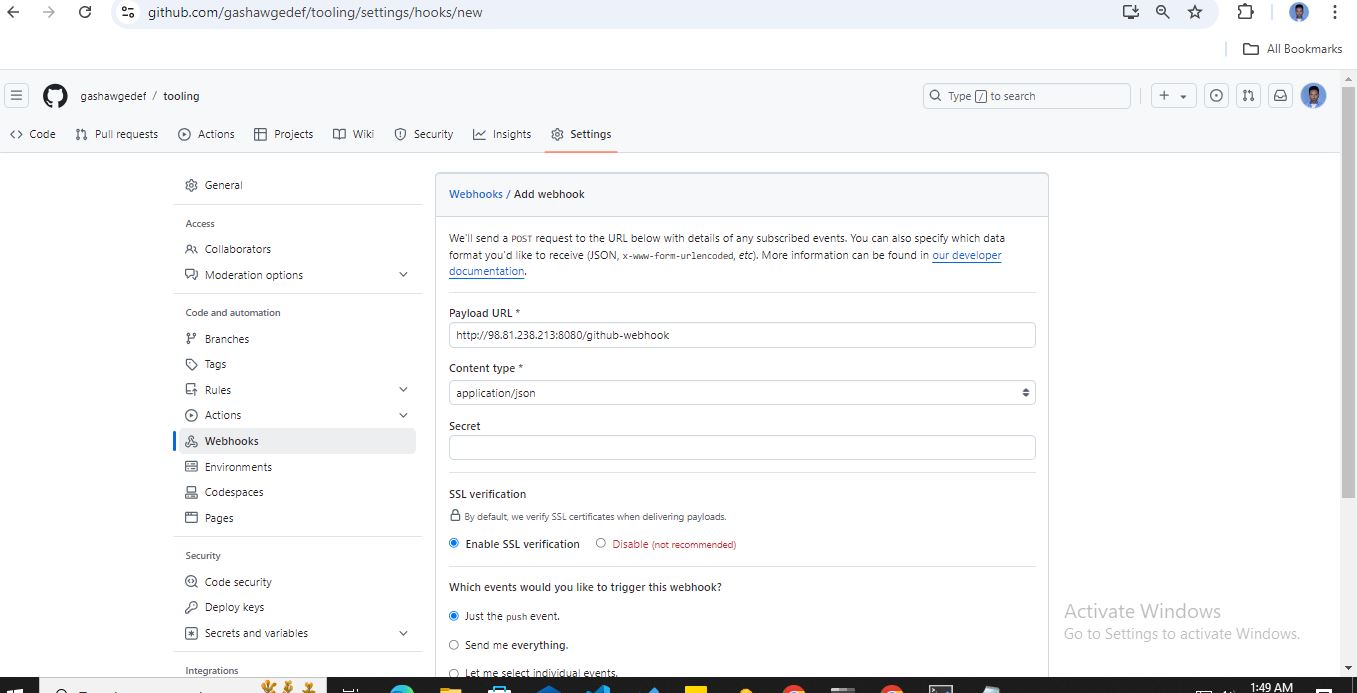 github.com/gashawgedef/tooling/settings/hooks/new
All Bookmarks
gashawgedef / tooling
Type / to search
Code Pull requests Actions Projects Wiki Security Insights Settings
General
Access
Collaborators
Moderation options
Code and automation
Branches
Tags
Rules
Actions
Webhooks
Environments
Codespaces
Pages
Security
Code security
Deploy keys
Secrets and variables
Integrations
Webhooks / Add webhook
We'll send a POST request to the URL below with details of any subscribed events. You can also specify which data
format you'd like to receive (JSON, x-www-form-urlencoded, etc). More information can be found in our developer
documentation.
Payload URL *
http://98.81.238.213:8080/github-webhook
Content type *
application/json
Secret
SSL verification
By default, we verify SSL certificates when delivering payloads.
Enable SSL verification Disable (not recommended)
Which events would you like to trigger this webhook?
Just the push event.
Send me everything.
Let me select individual events.
Activate Windows
Go to Settings to activate Windows.
1:49 AM